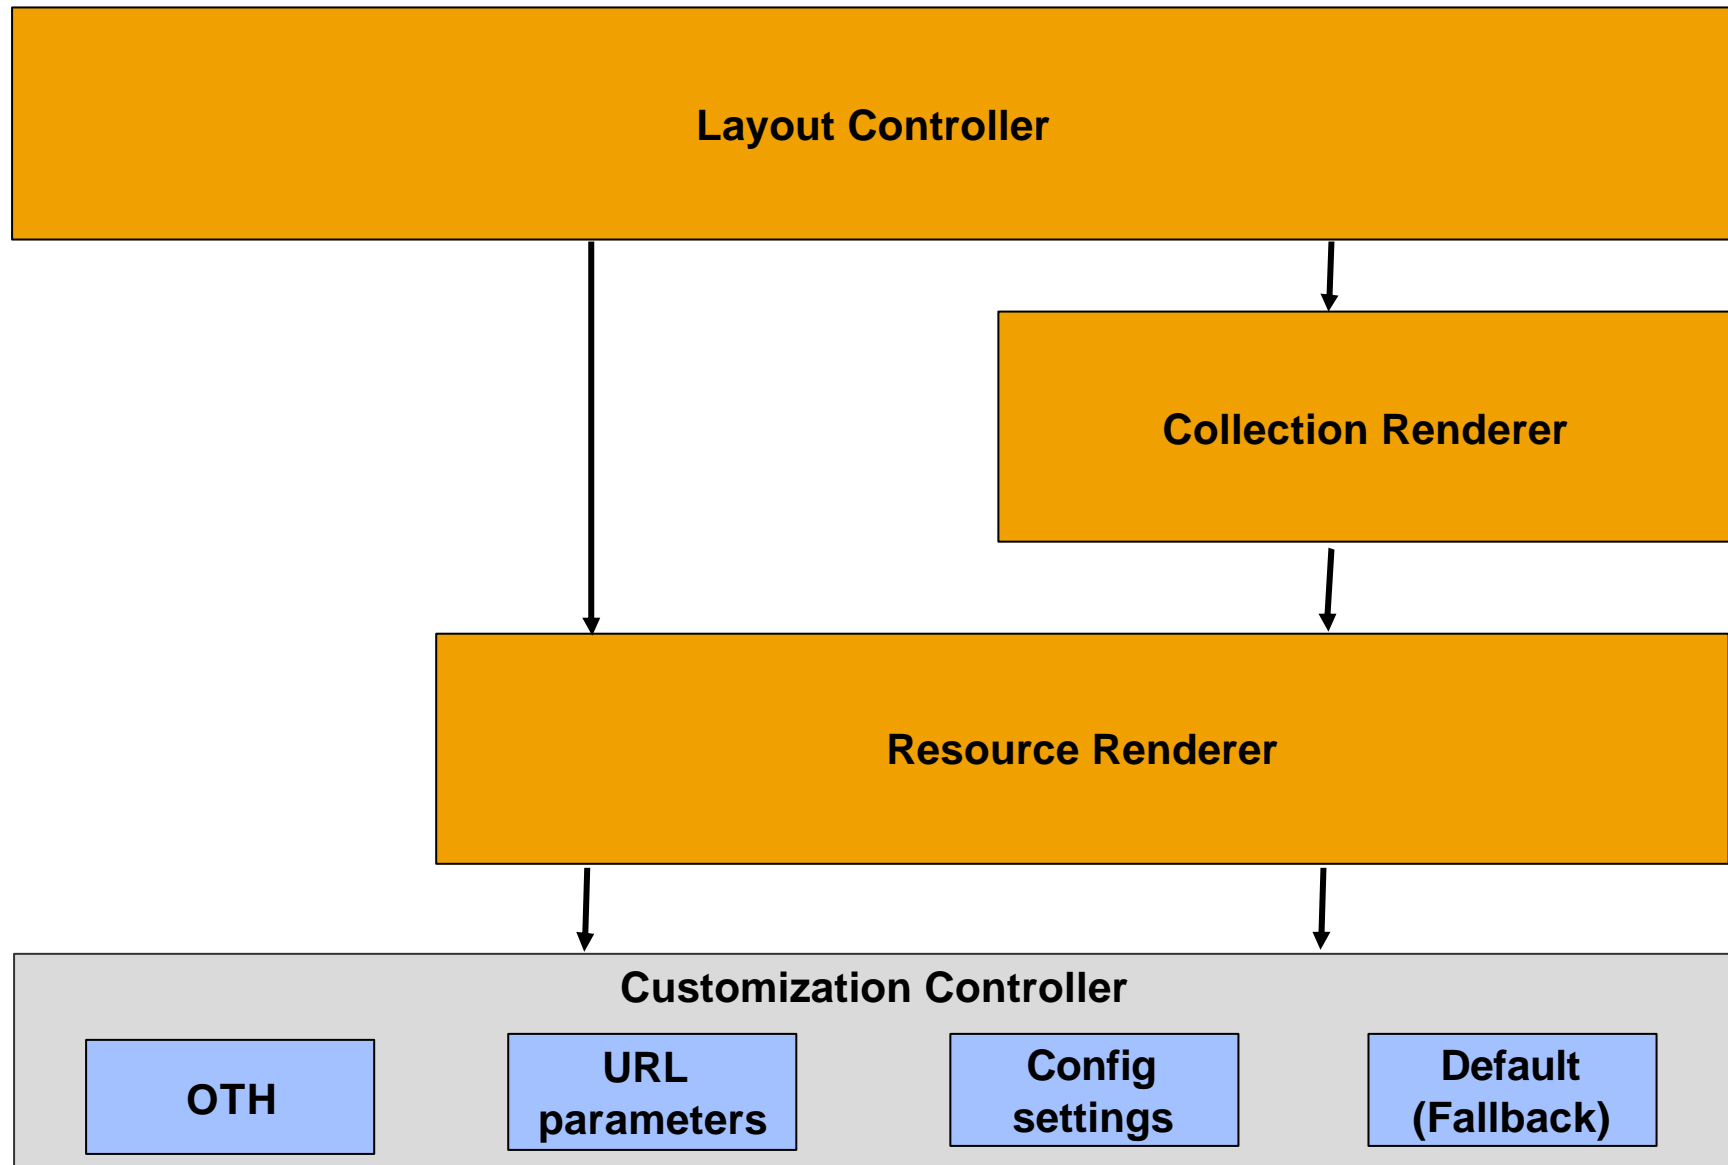 Layout Controller
Collection Renderer
Resource Renderer
Customization Controller
OTH
URL
parameters
Config
settings
Default
(Fallback)